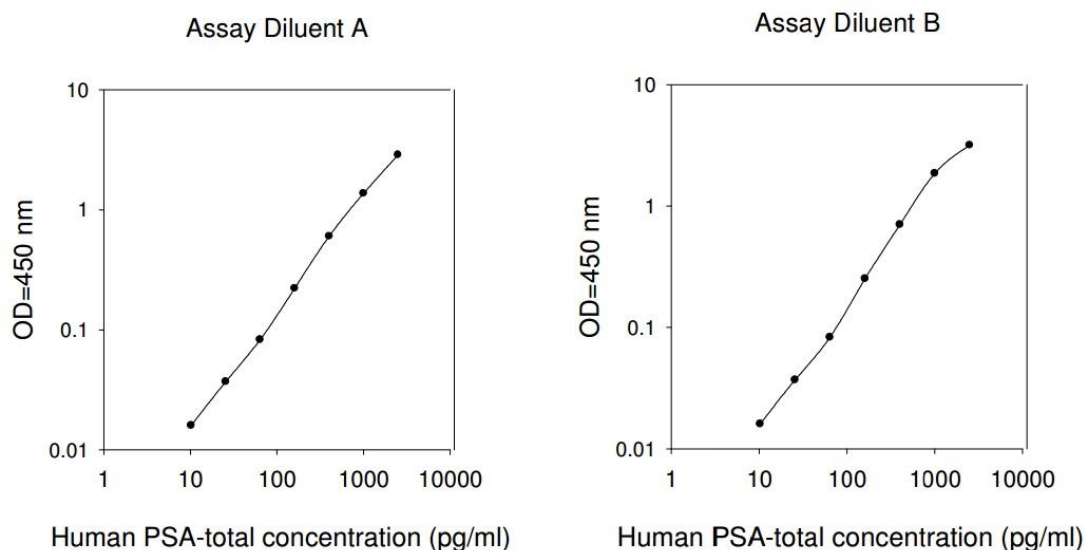 Assay Diluent A
10
1
0.1
0.01
1 10 100 1000 10000
OD=450 nm
Human PSA-total concentration (pg/ml)
Assay Diluent B
10
1
0.1
0.01
1 10 100 1000 10000
OD=450 nm
Human PSA-total concentration (pg/ml)